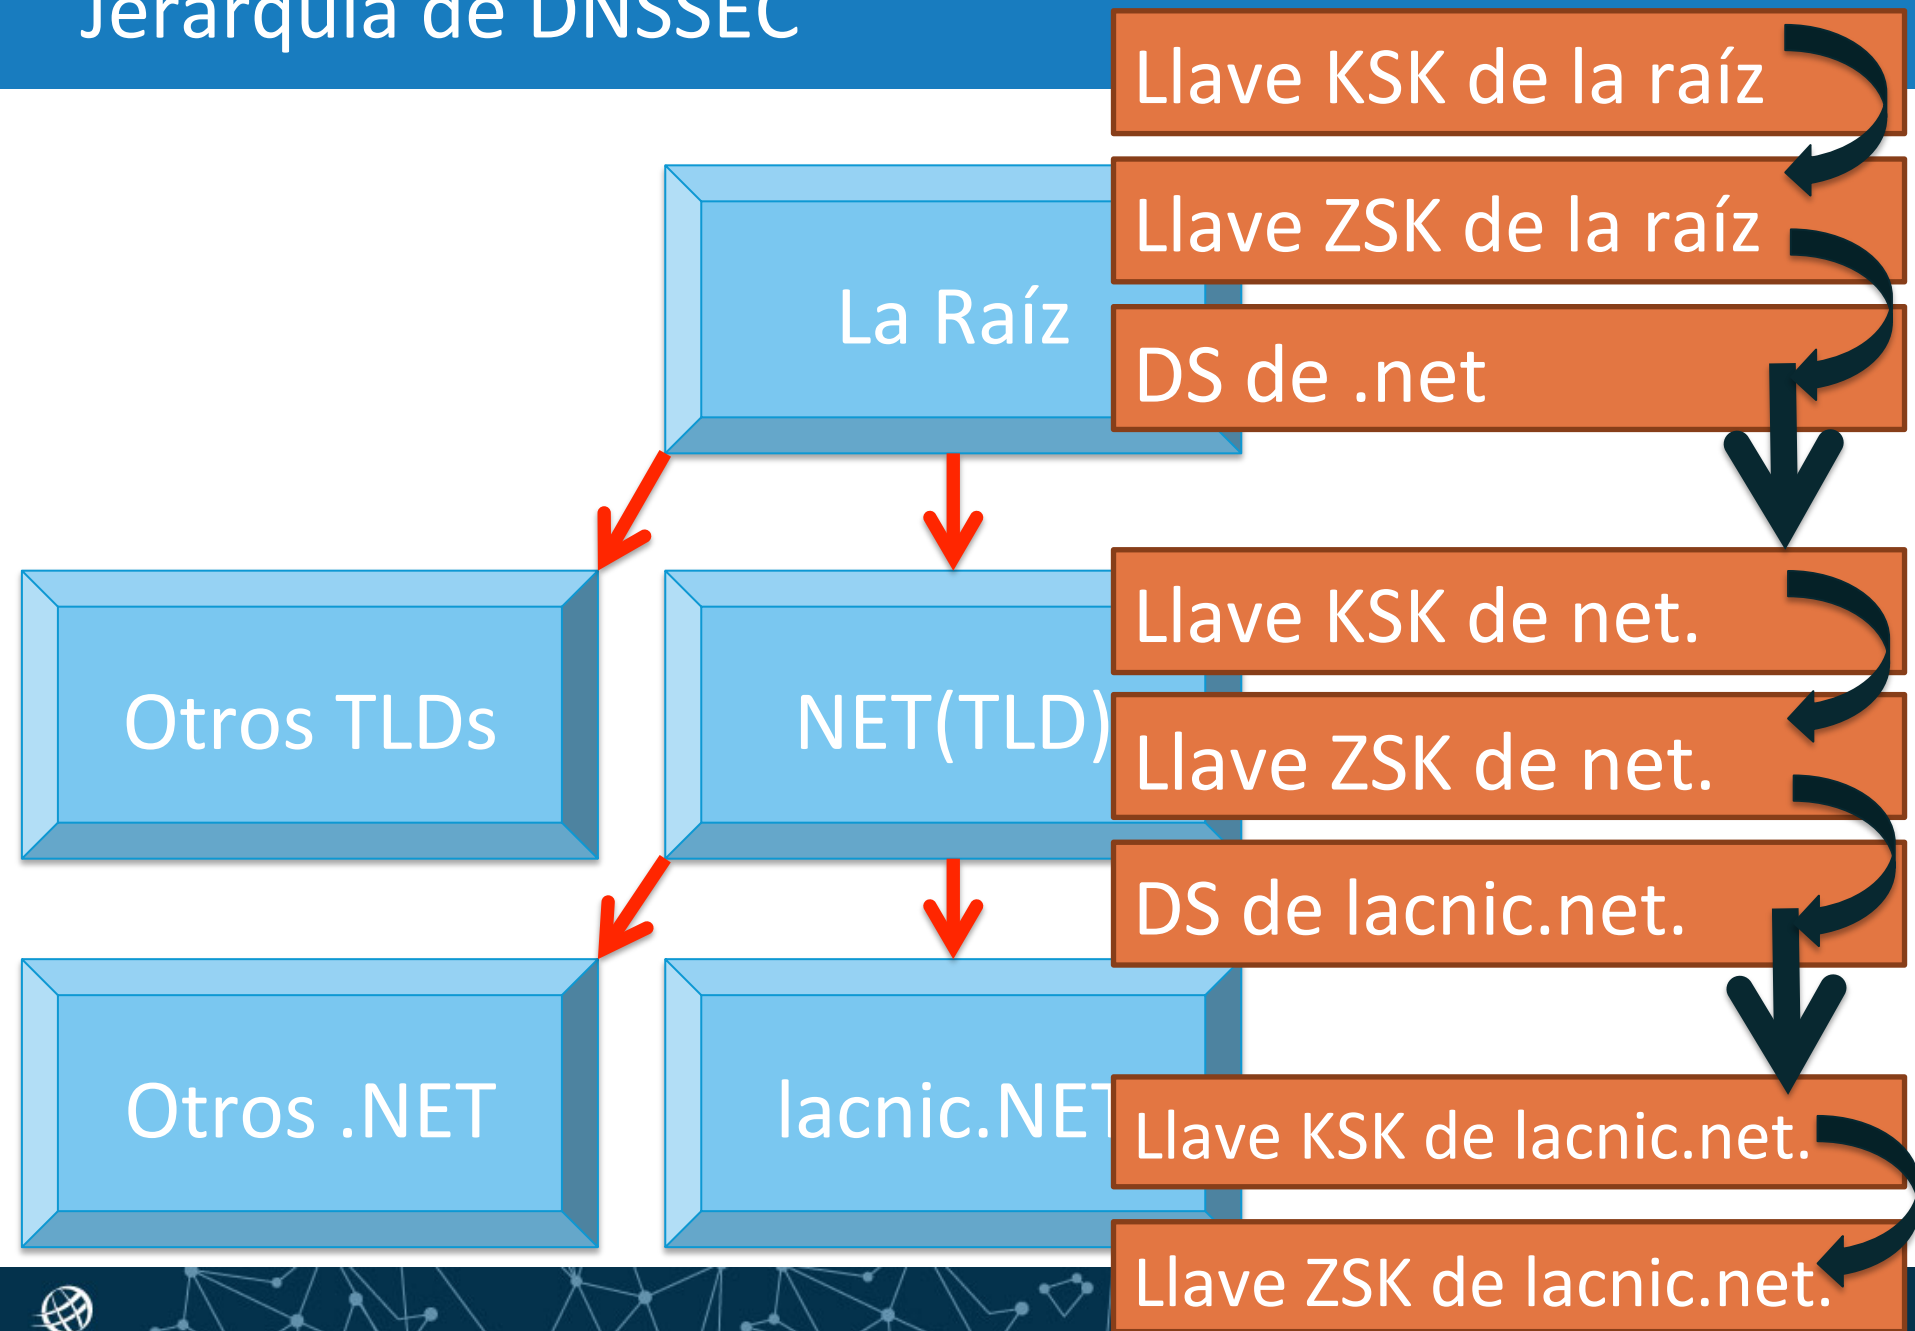 Jerarquía de DNSSEC
Llave KSK de la raíz
Llave ZSK de la raíz
La Raíz
DS de .net
Llave KSK de net.
Otros TLDs
NET(TLD)
Llave ZSK de net.
DS de lacnic.net.
Otros .NET
lacnic.NET
Llave KSK de lacnic.net.
Llave ZSK de lacnic.net.